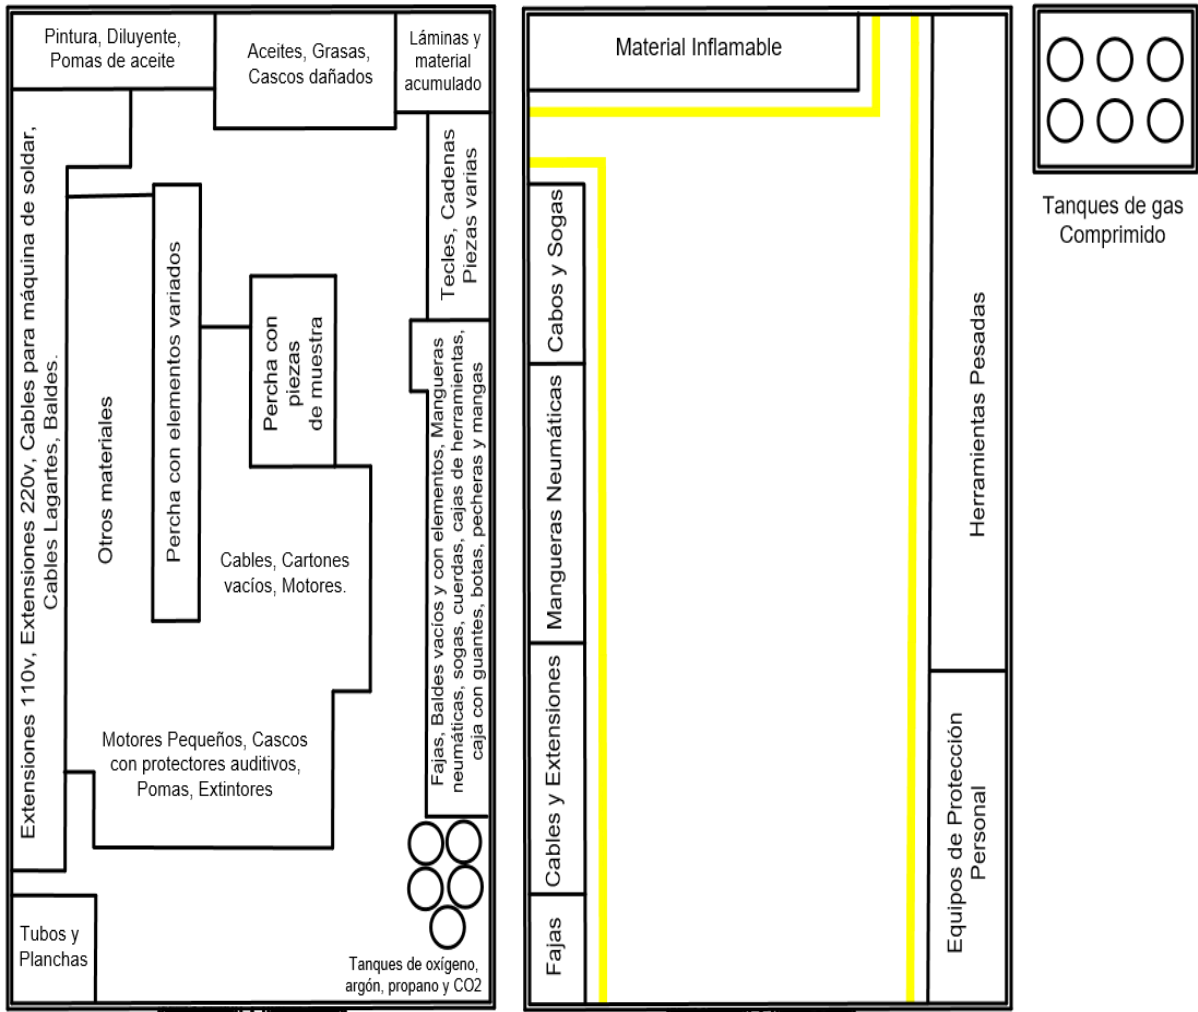 Pintura, Diluyente,
Pomas de aceite
Aceites, Grasas,
Cascos dañados
Láminas y
material
acumulado
Extensiones 110v, Extensiones 220v, Cables para máquina de soldar,
Cables Lagartes, Baldes.
Otros materiales
Percha con elementos variados
Percha con
piezas
de muestra
Tecles, Cadenas
Piezas varias
Fajas, Baldes vacíos y con elementos, Mangueras
neumáticas, sogas, cuerdas, cajas de herramientas,
caja con guantes, botas, pecheras y mangas
Cables, Cartones
vacíos, Motores.
Motores Pequeños, Cascos
con protectores auditivos,
Pomas, Extintores
Tubos y
Planchas
Tanques de oxígeno,
argón, propano y CO2
Material Inflamable
Cabos y Sogas
Mangueras Neumáticas
Cables y Extensiones
Fajas
Herramientas Pesadas
Equipos de Protección
Personal
Tanques de gas
Comprimido